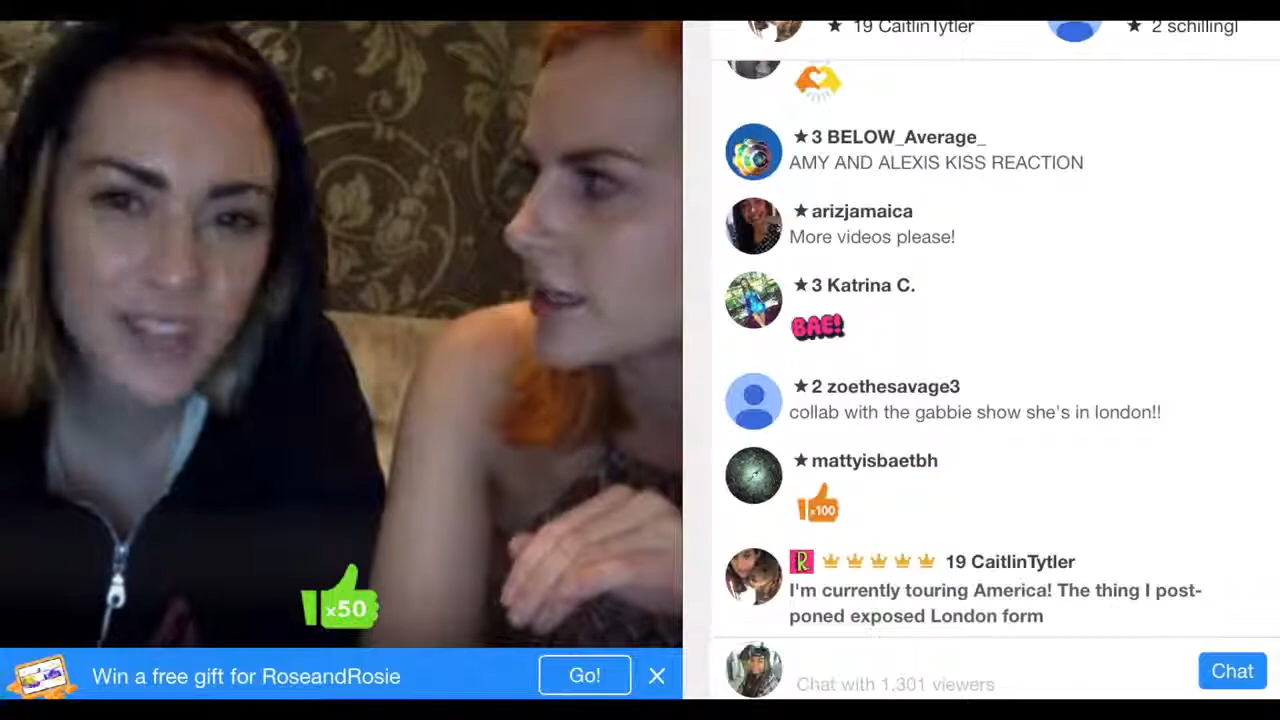 ★ 19 CaitlinTytler
★ 2 schillingl
★3 BELOW_Average_
AMY AND ALEXIS KISS REACTION
★ arizjamaica
More videos please!
★3 Katrina C.
BAE!
★2 zoethesavage3
collab with the gabbie show she's in london!!
★ mattyisbaetbh
x100
R 19 CaitlinTytler
I'm currently touring America! The thing I post-
poned exposed London form
x50
Win a free gift for RoseandRosie
Go!
Chat with 1,301 viewers
Chat